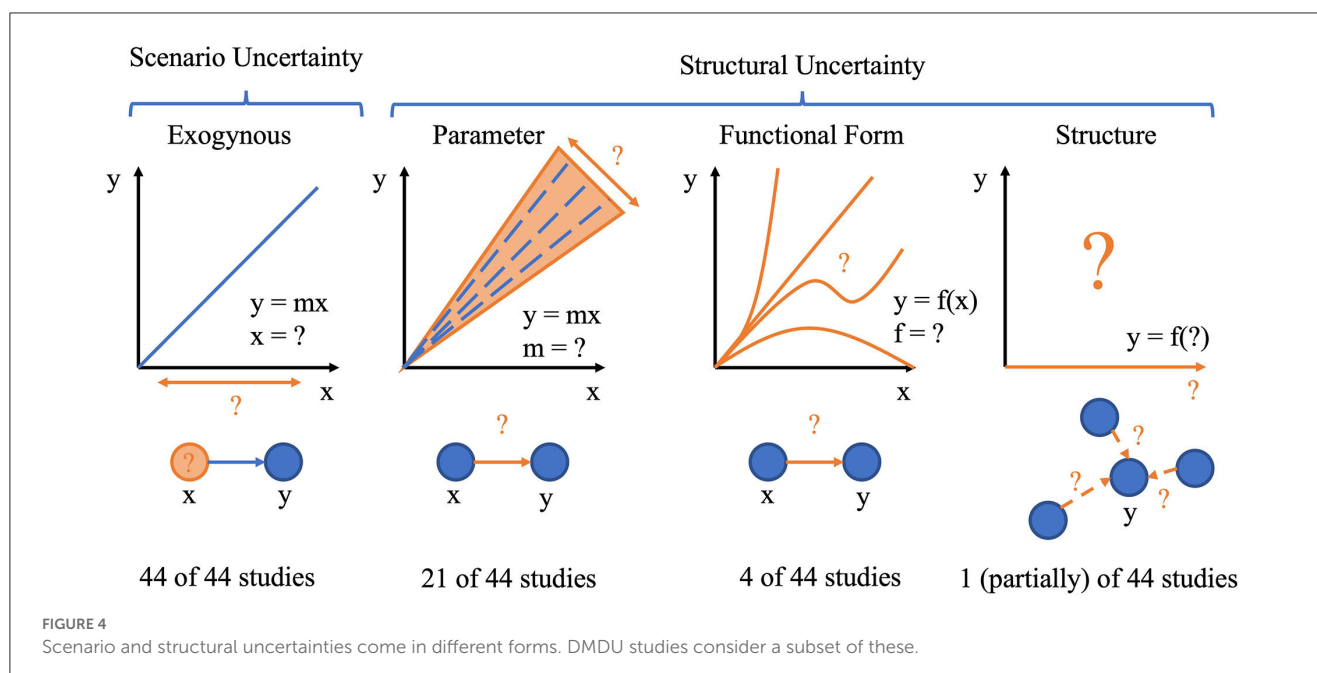 Scenario Uncertainty
Structural Uncertainty
Exogynous
Parameter
Functional Form
Structure
y
y = mx
x = ?
x
?
y
?
y = mx
m = ?
x
y
?
y = f(x)
f = ?
x
y
?
y = f(?)
?
?
x
y
?
x
y
?
x
y
?
?
?
y
44 of 44 studies
21 of 44 studies
4 of 44 studies
1 (partially) of 44 studies
FIGURE 4
Scenario and structural uncertainties come in different forms. DMDU studies consider a subset of these.